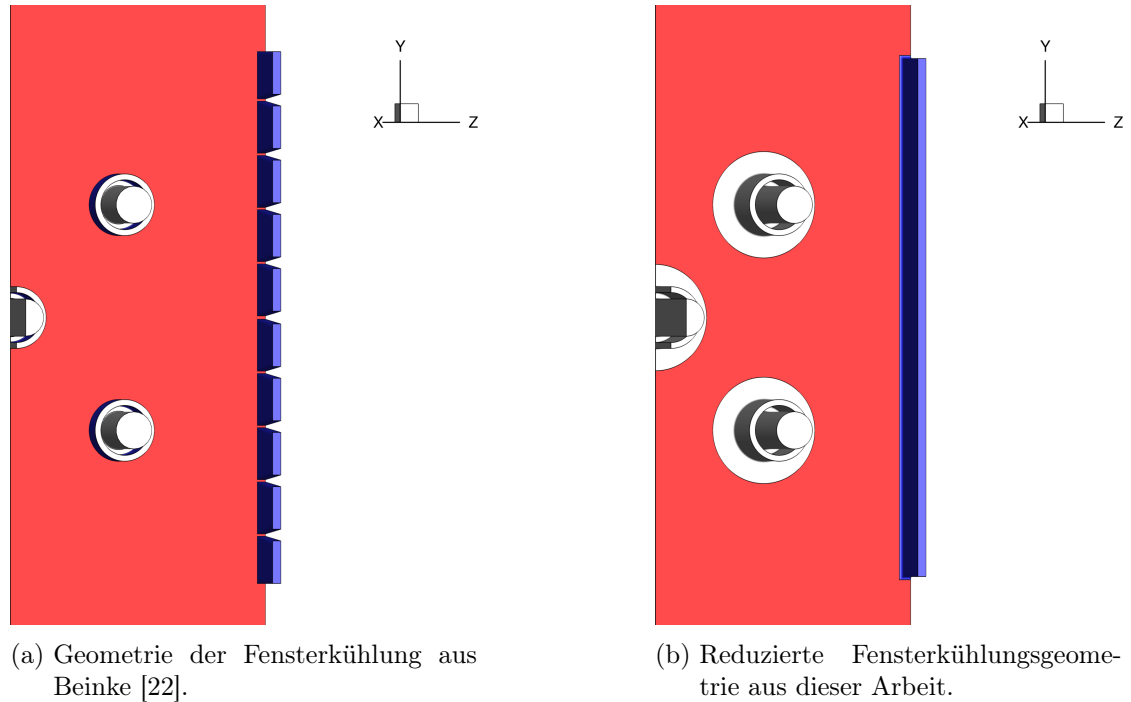 Y
X
Z
Y
X
Z
(a) Geometrie der Fensterkühlung aus
Beinke [22].
(b) Reduzierte Fensterkühlungsgeome-
trie aus dieser Arbeit.